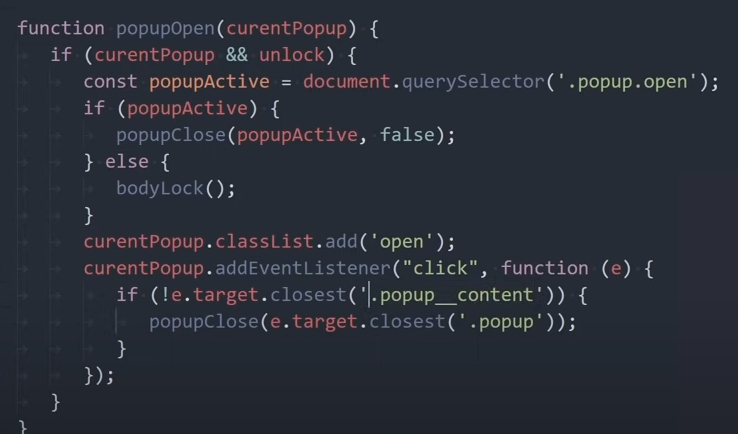 function popupOpen(curentPopup) {
if (curentPopup && unlock) {
const popupActive = document.querySelector('.popup.open');
if (popupActive) {
popupClose(popupActive, false);
} else {
bodyLock();
}
curentPopup.classList.add('open');
curentPopup.addEventListener("click", function (e) {
if (!e.target.closest('.popup__content')) {
popupClose(e.target.closest('.popup'));
}
});
}
}